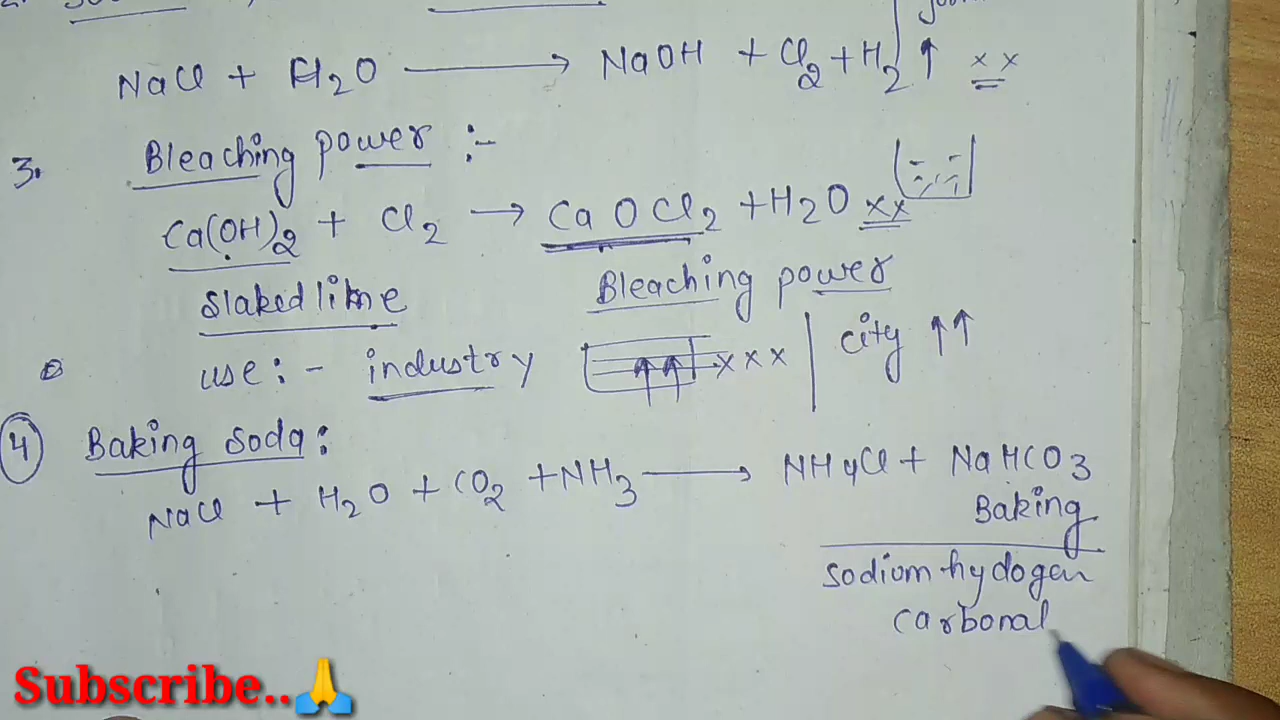 NaCl + H2O → NaOH + Cl2 + H2 ↑ xx
3. Bleaching power :-
Ca(OH)2 + Cl2 → CaOCl2 + H2O xx
Slaked lime Bleaching power
use :- industry xxx city ↑↑
4 Baking Soda:
NaCl + H2O + CO2 + NH3 → NH4Cl + NaHCO3
Baking
sodium hydogen
carbonal
Subscribe..🙏